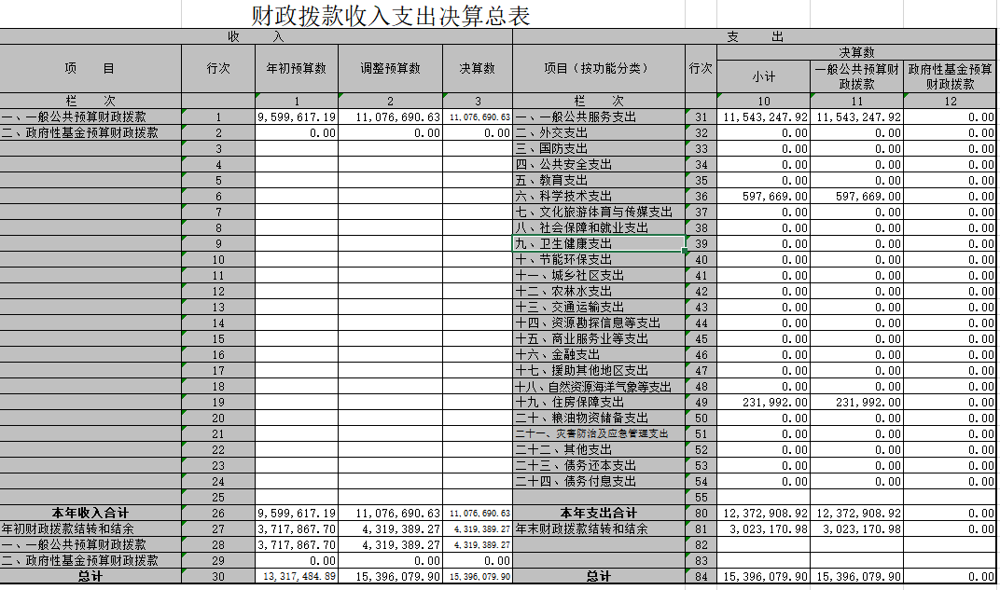 财政拨款收入支出决算总表
收 入 支 出
项 目 行次 年初预算数 调整预算数 决算数 项目（按功能分类） 行次 决算数
小计 一般公共预算财政拨款 政府性基金预算财政拨款
栏 次 1 2 3 栏 次 10 11 12
一、一般公共预算财政拨款 1 9,599,617.19 11,076,690.63 11,076,690.63 一、一般公共服务支出 31 11,543,247.92 11,543,247.92 0.00
二、政府性基金预算财政拨款 2 0.00 0.00 0.00 二、外交支出 32 0.00 0.00 0.00
3 三、国防支出 33 0.00 0.00 0.00
4 四、公共安全支出 34 0.00 0.00 0.00
5 五、教育支出 35 0.00 0.00 0.00
6 六、科学技术支出 36 597,669.00 597,669.00 0.00
7 七、文化旅游体育与传媒支出 37 0.00 0.00 0.00
8 八、社会保障和就业支出 38 0.00 0.00 0.00
9 九、卫生健康支出 39 0.00 0.00 0.00
10 十、节能环保支出 40 0.00 0.00 0.00
11 十一、城乡社区支出 41 0.00 0.00 0.00
12 十二、农林水支出 42 0.00 0.00 0.00
13 十三、交通运输支出 43 0.00 0.00 0.00
14 十四、资源勘探信息等支出 44 0.00 0.00 0.00
15 十五、商业服务业等支出 45 0.00 0.00 0.00
16 十六、金融支出 46 0.00 0.00 0.00
17 十七、援助其他地区支出 47 0.00 0.00 0.00
18 十八、自然资源海洋气象等支出 48 0.00 0.00 0.00
19 十九、住房保障支出 49 231,992.00 231,992.00 0.00
20 二十、粮油物资储备支出 50 0.00 0.00 0.00
21 二十一、灾害防治及应急管理支出 51 0.00 0.00 0.00
22 二十二、其他支出 52 0.00 0.00 0.00
23 二十三、债务还本支出 53 0.00 0.00 0.00
24 二十四、债务付息支出 54 0.00 0.00 0.00
25 55
本年收入合计 26 9,599,617.19 11,076,690.63 11,076,690.63 本年支出合计 80 12,372,908.92 12,372,908.92 0.00
年初财政拨款结转和结余 27 3,717,867.70 4,319,389.27 4,319,389.27 年末财政拨款结转和结余 81 3,023,170.98 3,023,170.98 0.00
一、一般公共预算财政拨款 28 3,717,867.70 4,319,389.27 4,319,389.27 82
二、政府性基金预算财政拨款 29 0.00 0.00 0.00 83
总计 30 13,317,484.89 15,396,079.90 15,396,079.90 总计 84 15,396,079.90 15,396,079.90 0.00